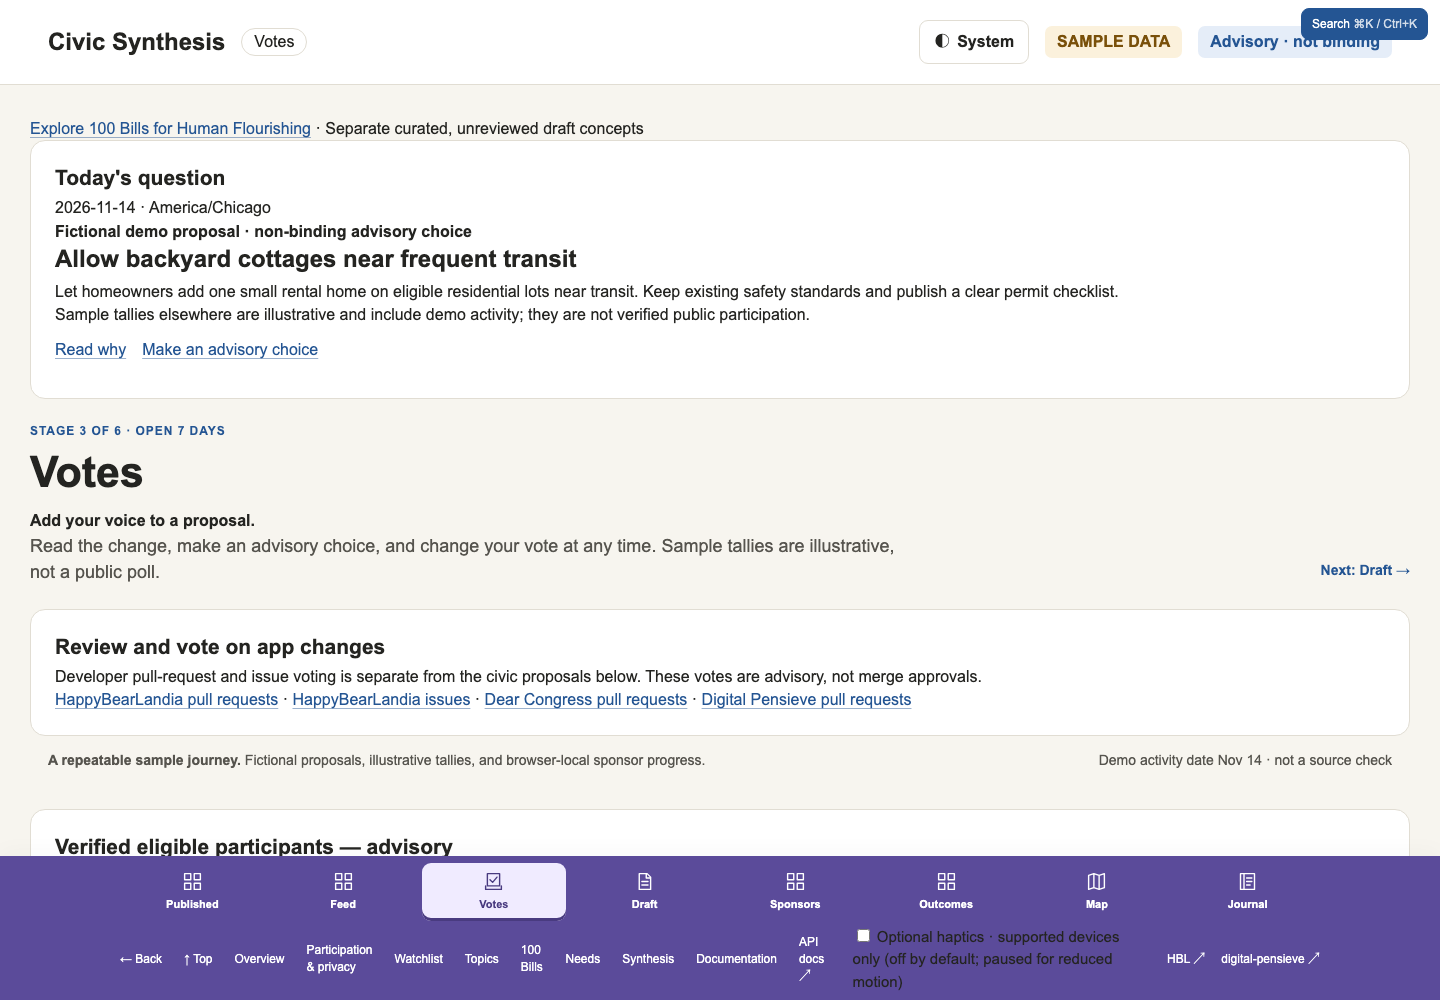 Civic Synthesis Votes System SAMPLE DATA Advisory · not binding
Search ⌘K / Ctrl+K
Explore 100 Bills for Human Flourishing · Separate curated, unreviewed draft concepts
Today's question
2026-11-14 · America/Chicago
Fictional demo proposal · non-binding advisory choice
Allow backyard cottages near frequent transit
Let homeowners add one small rental home on eligible residential lots near transit. Keep existing safety standards and publish a clear permit checklist.
Sample tallies elsewhere are illustrative and include demo activity; they are not verified public participation.
Read why Make an advisory choice
STAGE 3 OF 6 · OPEN 7 DAYS
Votes
Add your voice to a proposal.
Read the change, make an advisory choice, and change your vote at any time. Sample tallies are illustrative,
not a public poll.
Next: Draft →
Review and vote on app changes
Developer pull-request and issue voting is separate from the civic proposals below. These votes are advisory, not merge approvals.
HappyBearLandia pull requests · HappyBearLandia issues · Dear Congress pull requests · Digital Pensieve pull requests
A repeatable sample journey. Fictional proposals, illustrative tallies, and browser-local sponsor progress.
Demo activity date Nov 14 · not a source check
Verified eligible participants — advisory
Published Feed Votes Draft Sponsors Outcomes Map Journal
← Back
↑ Top
Overview
Participation
& privacy
Watchlist
Topics
100
Bills
Needs
Synthesis
Documentation
API
docs
↗
Optional haptics · supported devices
only (off by default; paused for reduced
motion)
HBL ↗
digital-pensieve ↗